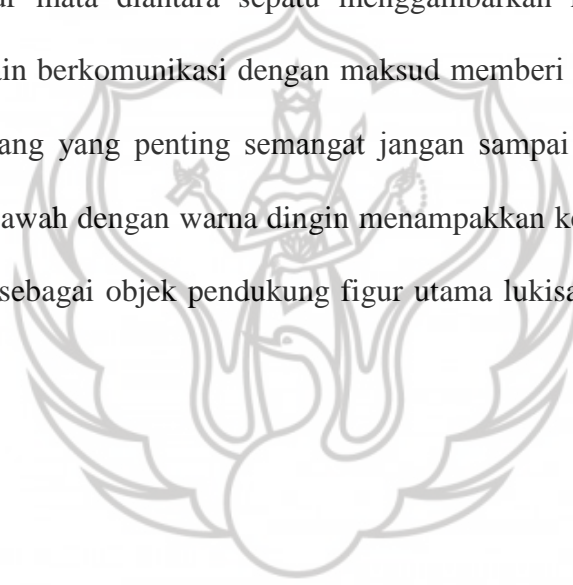 mata diantara sepatu menggambarkan
berkomunikasi dengan maksud memberi
yang penting semangat jangan sampai
dengan warna dingin menampakkan
sebagai objek pendukung figur utama